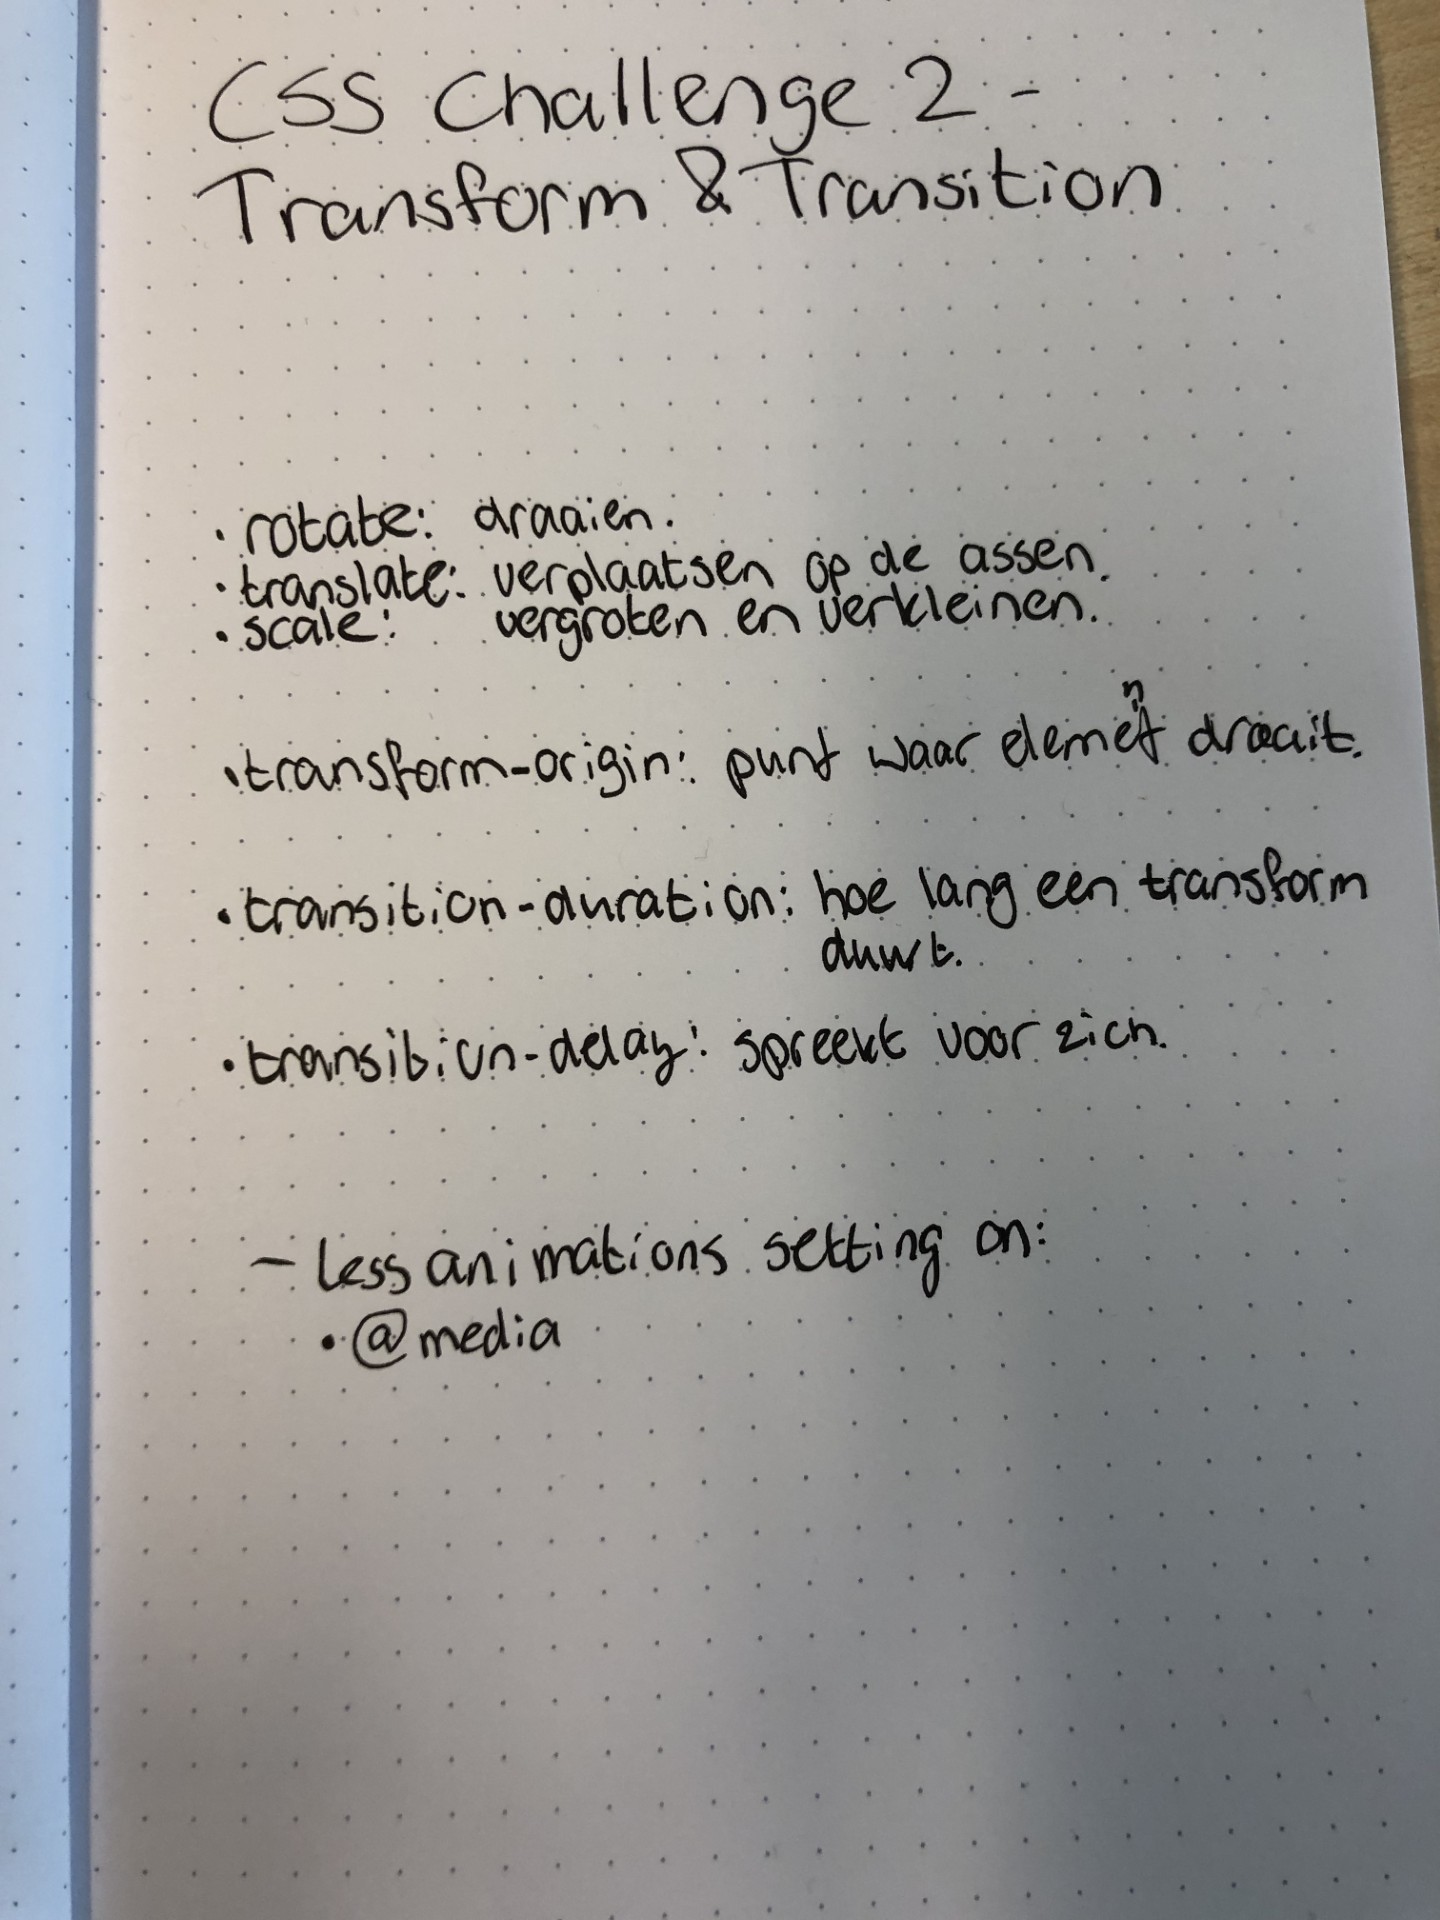 CSS Challenge 2 -
Transform & Transition
• rotate: draaien.
• translate: verplaatsen op de assen.
• scale: vergroten en verkleinen.
• transform-origin: punt waar element draait.
• transition-duration: hoe lang een transform
duurt.
• transition-delay: spreekt voor zich.
– less animations setting on:
• @media